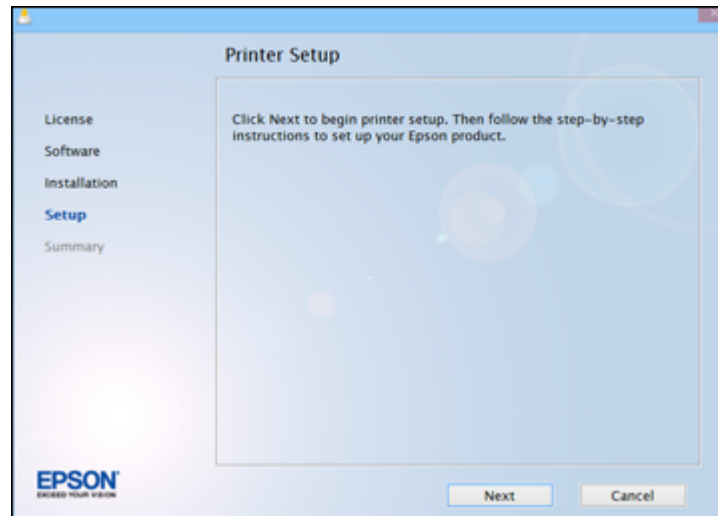 Printer Setup
License
Software
Installation
Setup
Summary
Click Next to begin printer setup. Then follow the step-by-step
instructions to set up your Epson product.
EPSON
EXCEED YOUR VISION
Next
Cancel